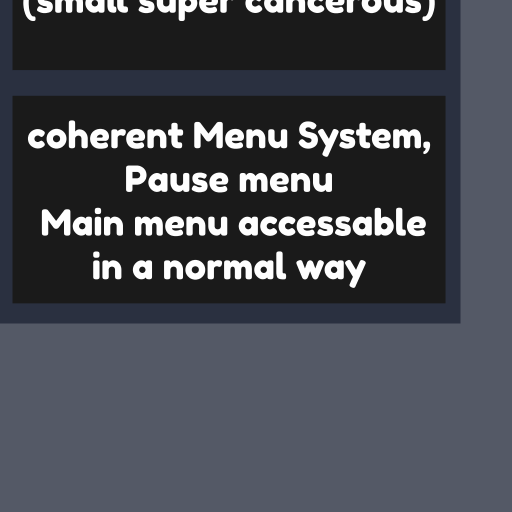 (small super cancerous)
coherent Menu System,
Pause menu
Main menu accessable
in a normal way